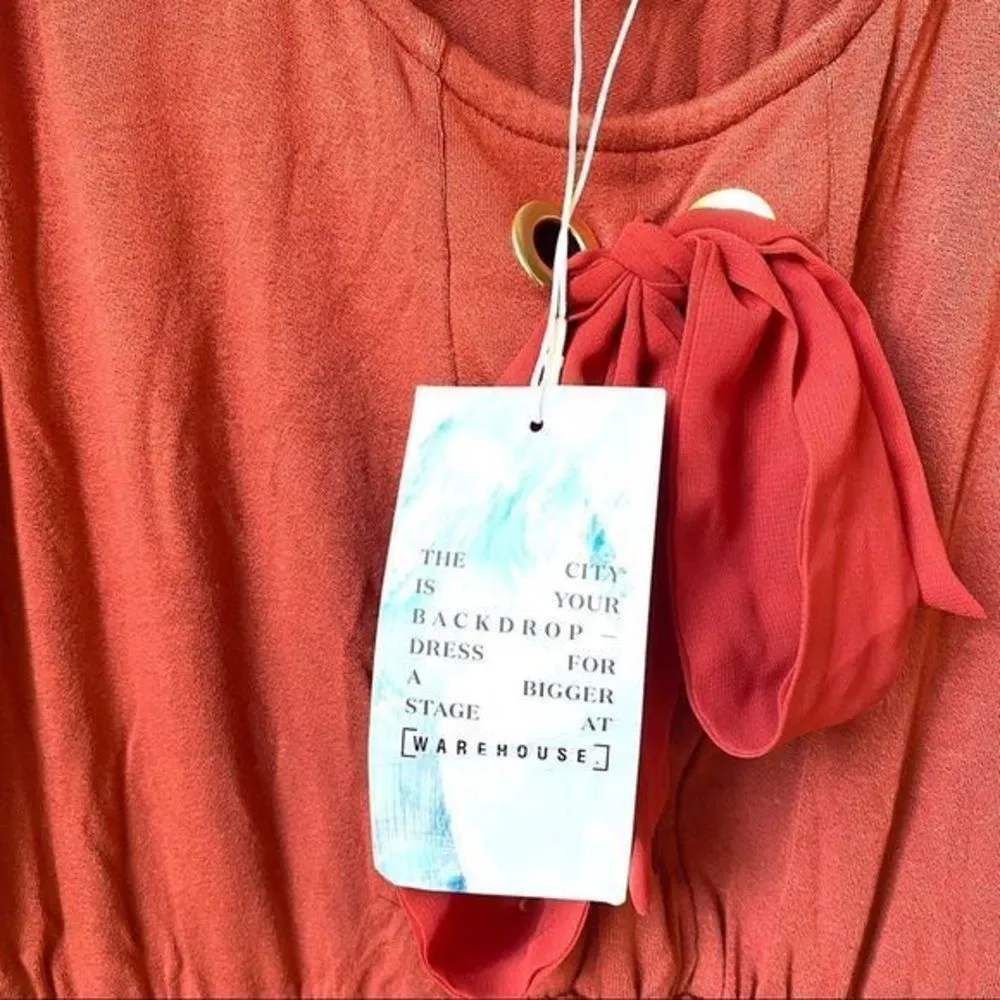 THE CITY
IS YOUR
BACKDROP –
DRESS FOR
A BIGGER
STAGE AT
[WAREHOUSE.]